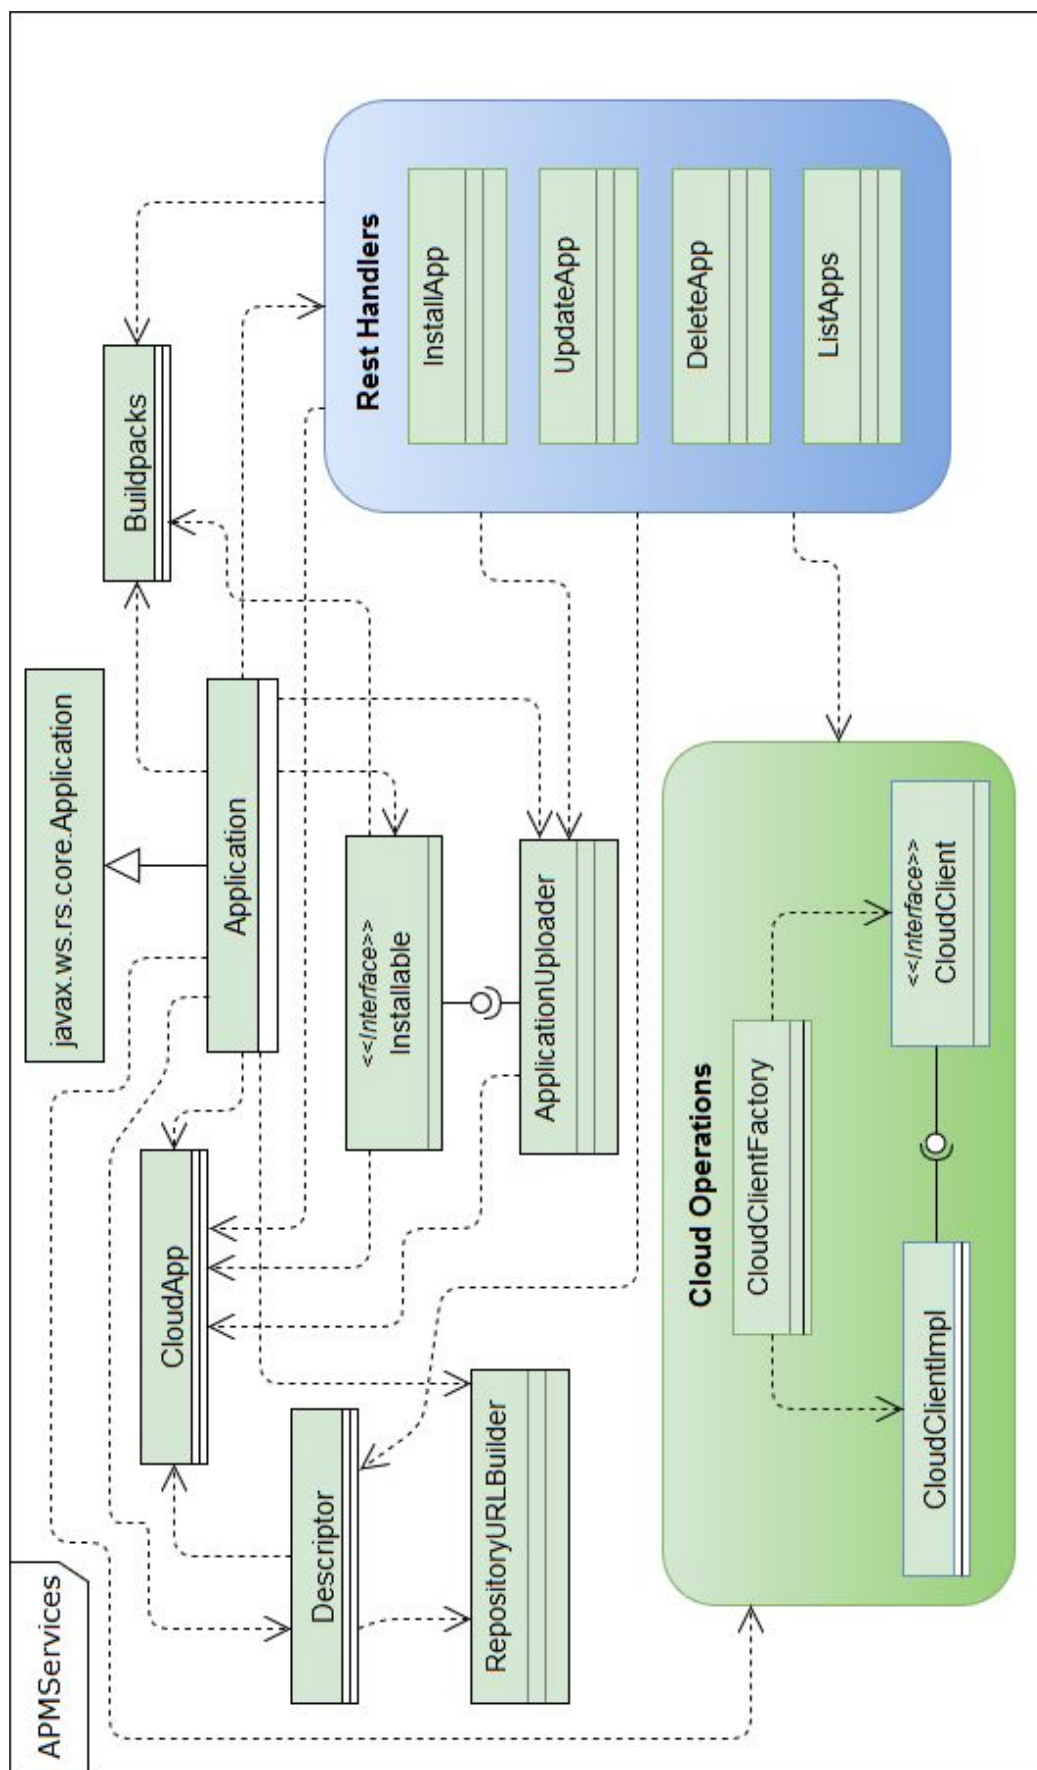 APMServices
javax.ws.rs.core.Application
Buildpacks
CloudApp
Application
Descriptor
<<Interface>>
Installable
RepositoryURLBuilder
ApplicationUploader
Rest Handlers
InstallApp
UpdateApp
DeleteApp
ListApps
Cloud Operations
CloudClientFactory
CloudClientImpl
<<Interface>>
CloudClient